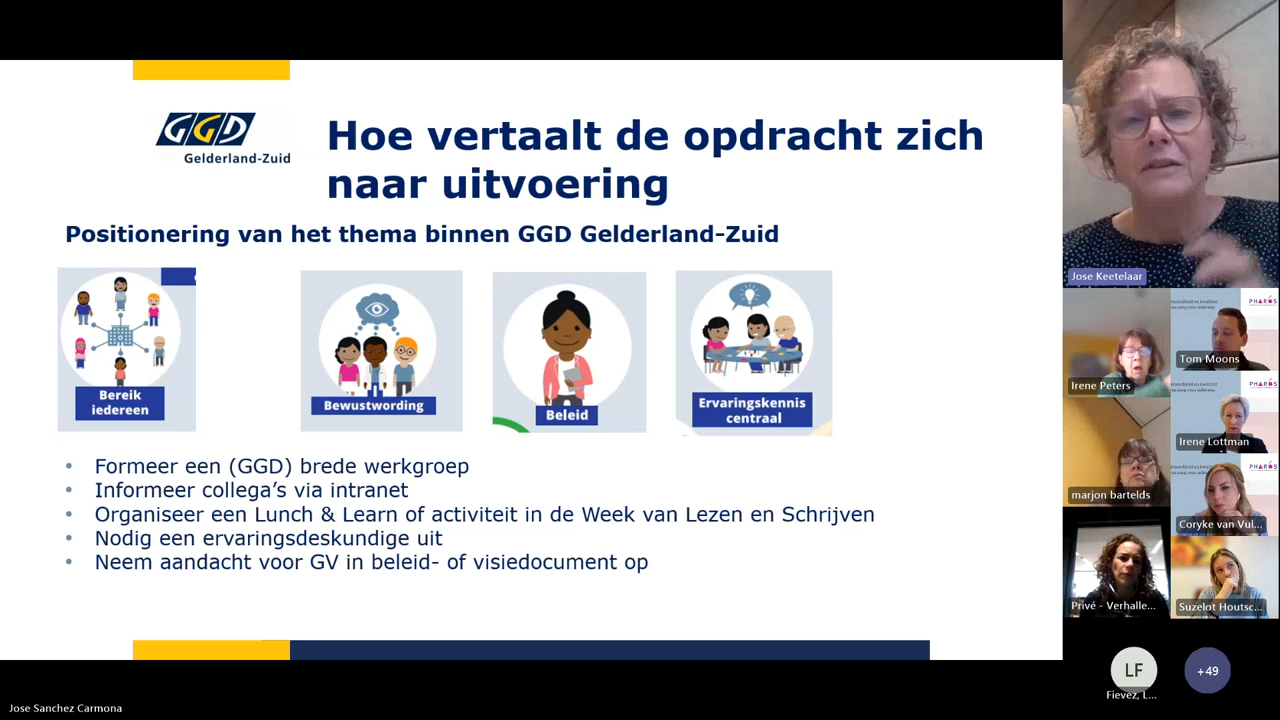 GGD
Gelderland-Zuid
Hoe vertaalt de opdracht zich
naar uitvoering
Positionering van het thema binnen GGD Gelderland-Zuid
Bereik
iedereen
Bewustwording
Beleid
Ervaringskennis
centraal
• Formeer een (GGD) brede werkgroep
• Informeer collega's via intranet
• Organiseer een Lunch & Learn of activiteit in de Week van Lezen en Schrijven
• Nodig een ervaringsdeskundige uit
• Neem aandacht voor GV in beleid- of visiedocument op
Jose Sanchez Carmona
Jose Keetelaar
Irene Peters
PHAROS
Tom Moons
PHAROS
Irene Lottman
marjon bartelds
PHAROS
Coryke van Vul...
Privé - Verhalle...
Suzelot Houtsc...
LF
Fievez, L...
+49